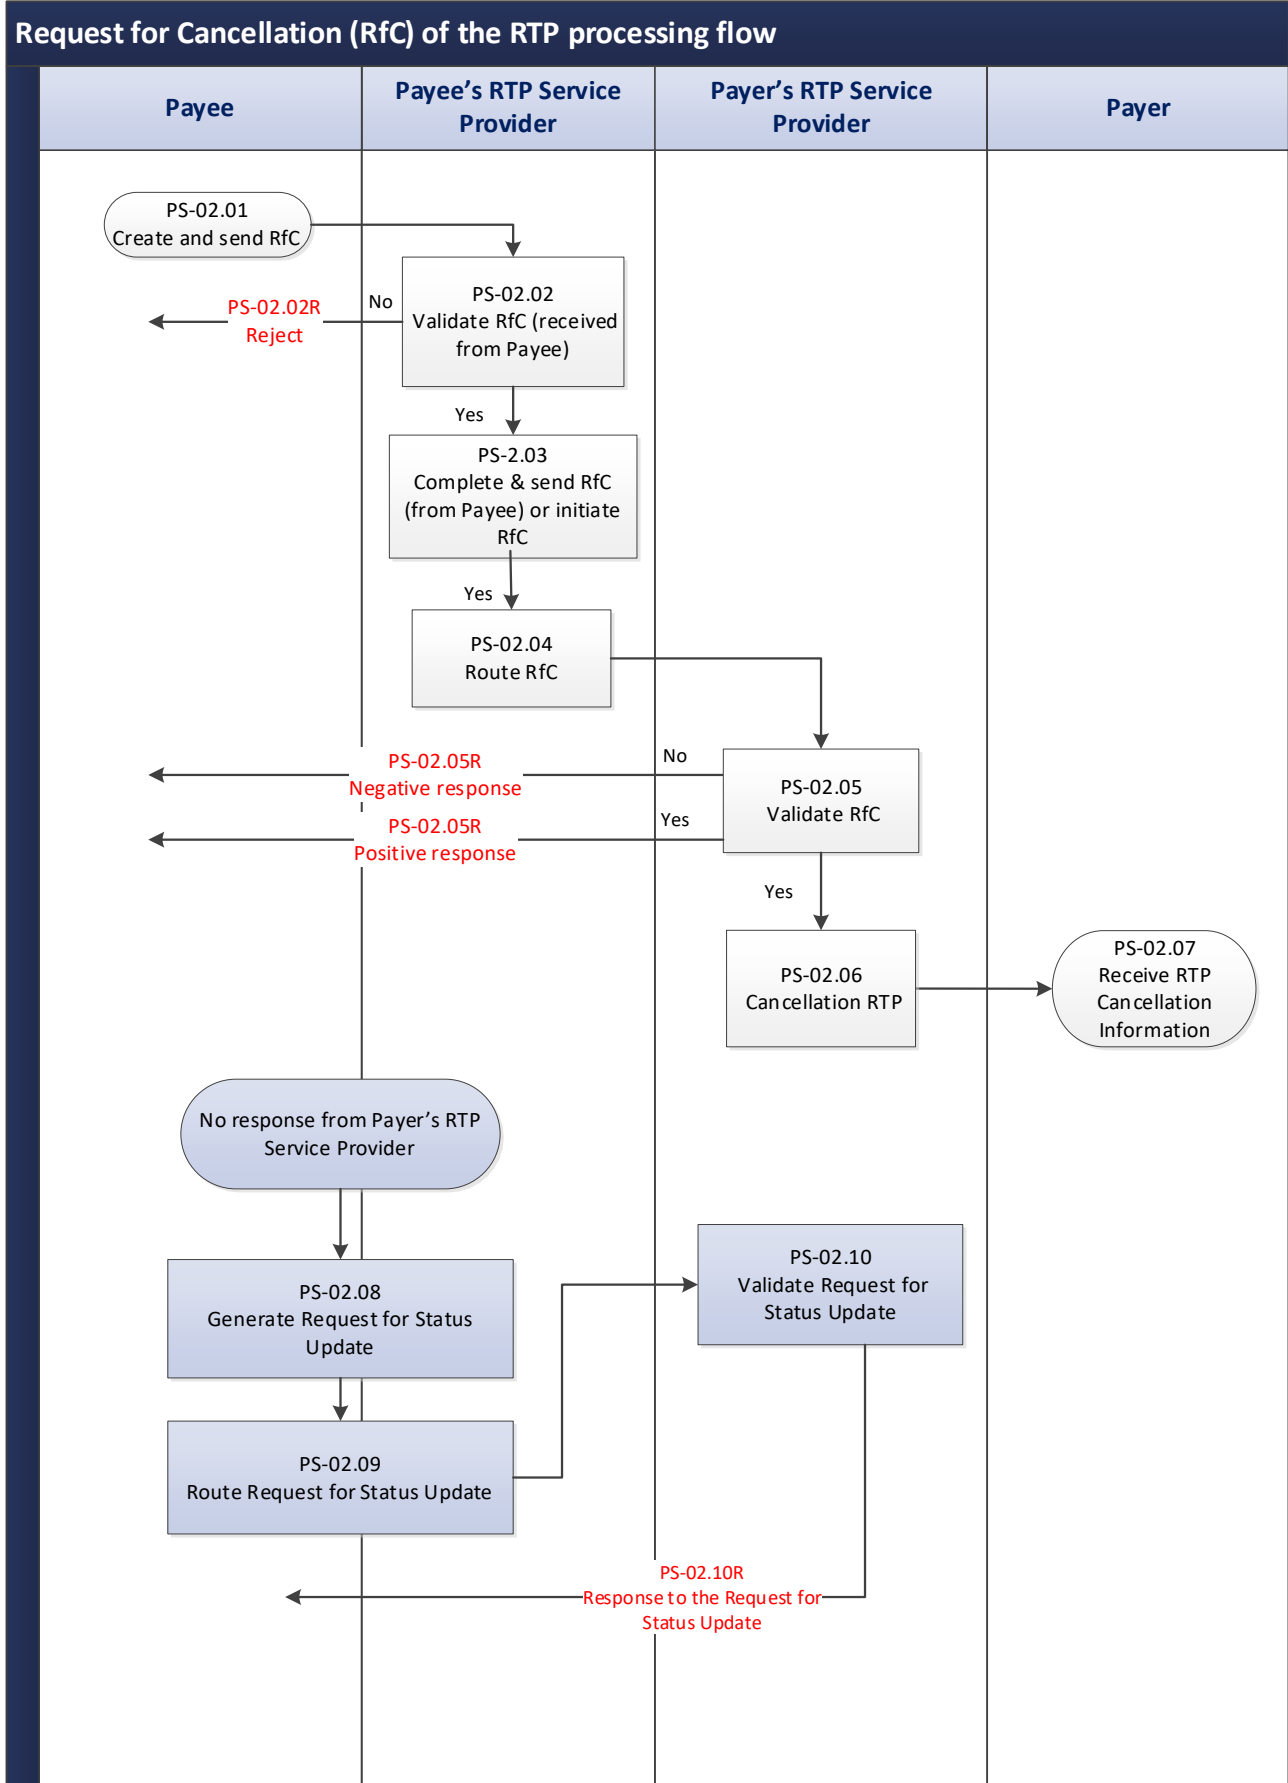 Request for Cancellation (RfC) of the RTP processing flow
Payee
Payee’s RTP Service
Provider
Payer’s RTP Service
Provider
Payer
PS-02.01
Create and send RfC
PS-02.02R
Reject
No
PS-02.02
Validate RfC (received
from Payee)
Yes
PS-2.03
Complete & send RfC
(from Payee) or initiate
RfC
Yes
PS-02.04
Route RfC
PS-02.05R
Negative response
No
PS-02.05R
Positive response
Yes
PS-02.05
Validate RfC
Yes
PS-02.06
Cancellation RTP
PS-02.07
Receive RTP
Cancellation
Information
No response from Payer’s RTP
Service Provider
PS-02.08
Generate Request for Status
Update
PS-02.09
Route Request for Status Update
PS-02.10
Validate Request for
Status Update
PS-02.10R
Response to the Request for
Status Update